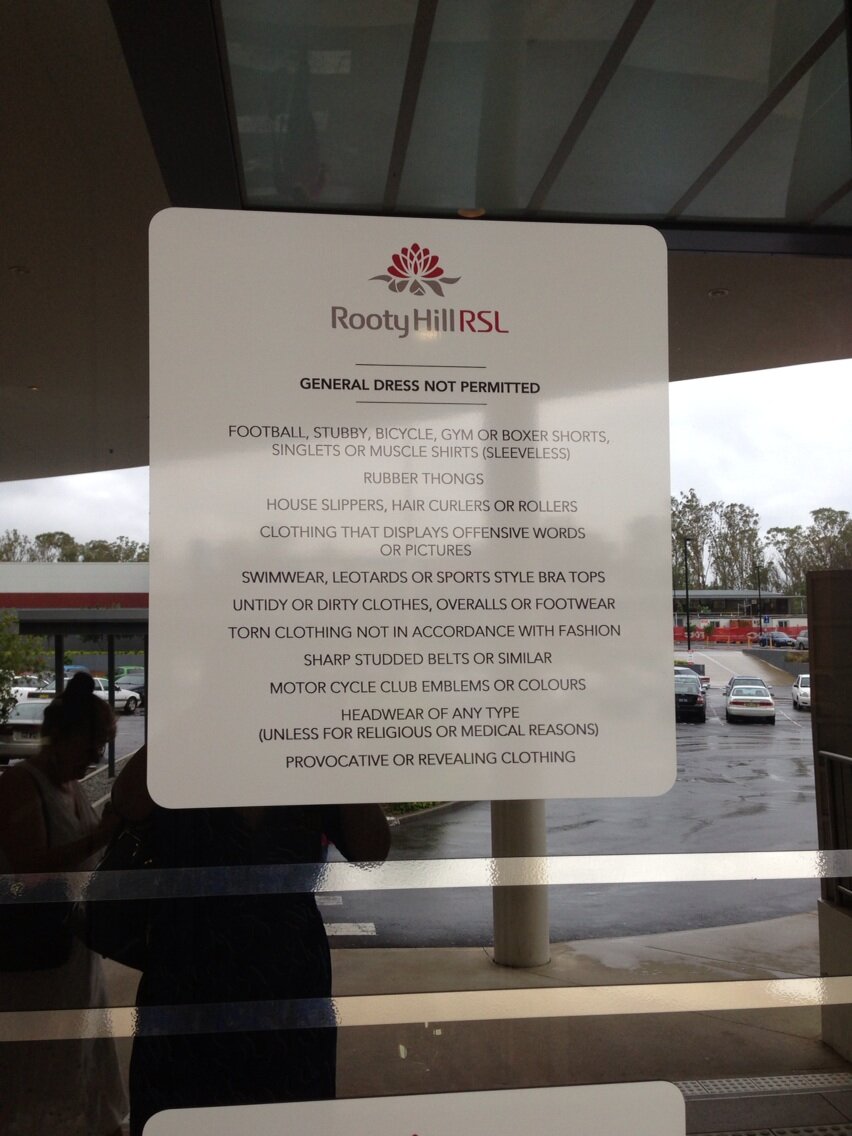 Rooty Hill RSL
GENERAL DRESS NOT PERMITTED
FOOTBALL, STUBBY, BICYCLE, GYM OR BOXER SHORTS,
SINGLETS OR MUSCLE SHIRTS (SLEEVELESS)
RUBBER THONGS
HOUSE SLIPPERS, HAIR CURLERS OR ROLLERS
CLOTHING THAT DISPLAYS OFFENSIVE WORDS
OR PICTURES
SWIMWEAR, LEOTARDS OR SPORTS STYLE BRA TOPS
UNTIDY OR DIRTY CLOTHES, OVERALLS OR FOOTWEAR
TORN CLOTHING NOT IN ACCORDANCE WITH FASHION
SHARP STUDDED BELTS OR SIMILAR
MOTOR CYCLE CLUB EMBLEMS OR COLOURS
HEADWEAR OF ANY TYPE
(UNLESS FOR RELIGIOUS OR MEDICAL REASONS)
PROVOCATIVE OR REVEALING CLOTHING